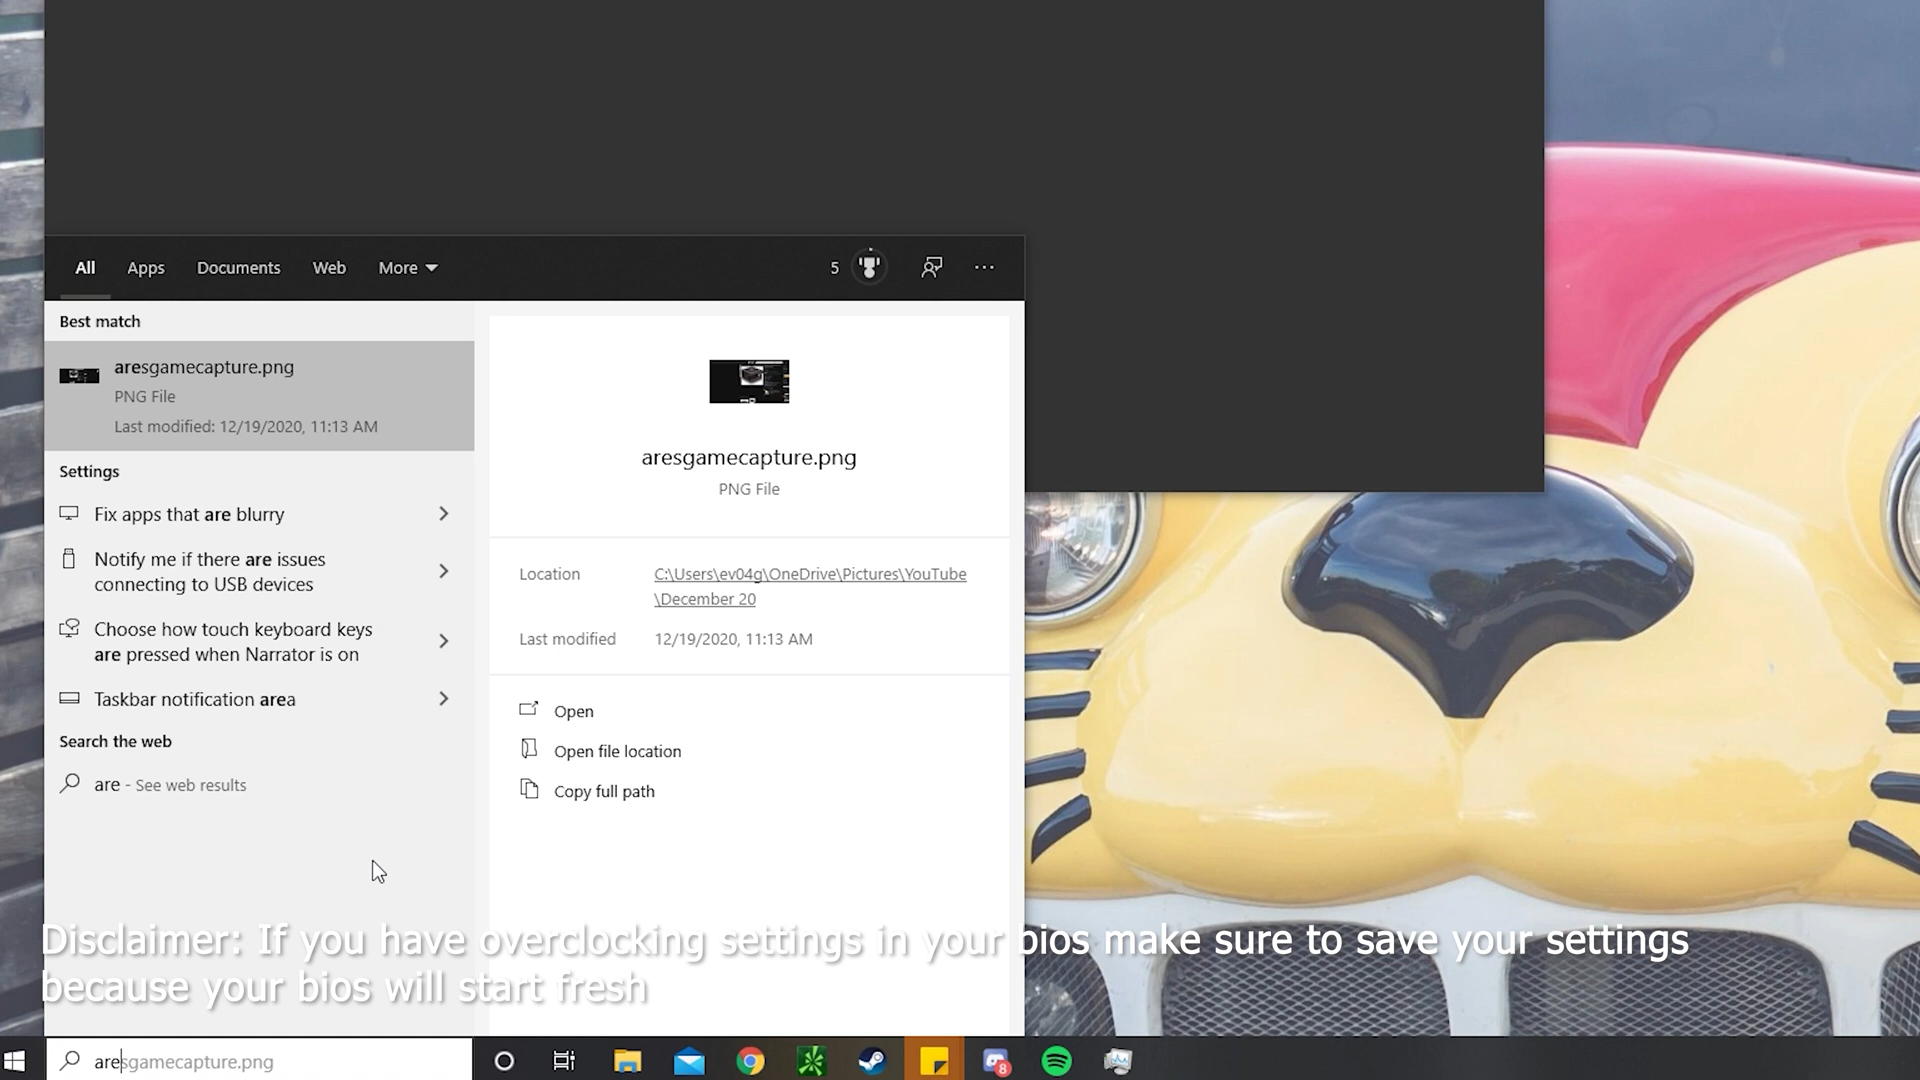 All Apps Documents Web More 5 ...
Best match
aresgamecapture.png
PNG File
Last modified: 12/19/2020, 11:13 AM
Settings
Fix apps that are blurry
Notify me if there are issues
connecting to USB devices
Choose how touch keyboard keys
are pressed when Narrator is on
Taskbar notification area
Search the web
are - See web results
aresgamecapture.png
PNG File
Location C:\Users\ev04g\OneDrive\Pictures\YouTube
\December 20
Last modified 12/19/2020, 11:13 AM
Open
Open file location
Copy full path
Disclaimer: If you have overclocking settings in your bios make sure to save your settings
because your bios will start fresh
aresgamecapture.png
8